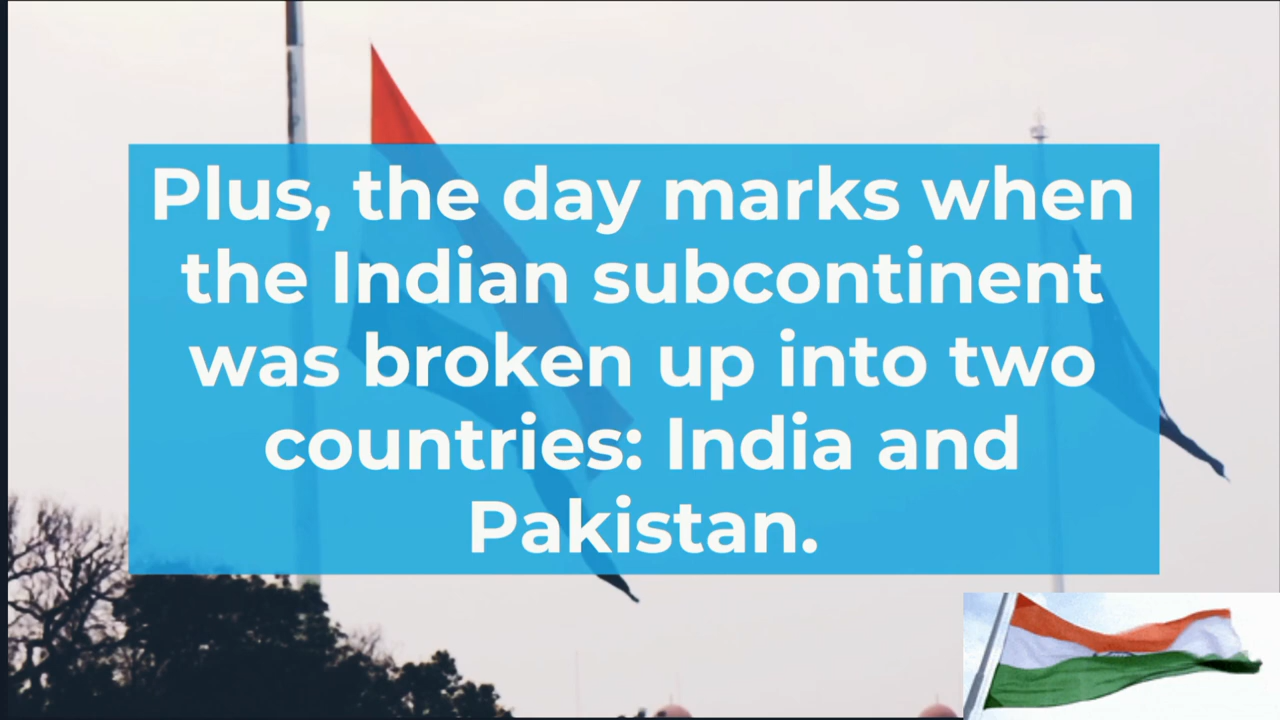 Plus, the day marks when
the Indian subcontinent
was broken up into two
countries: India and
Pakistan.